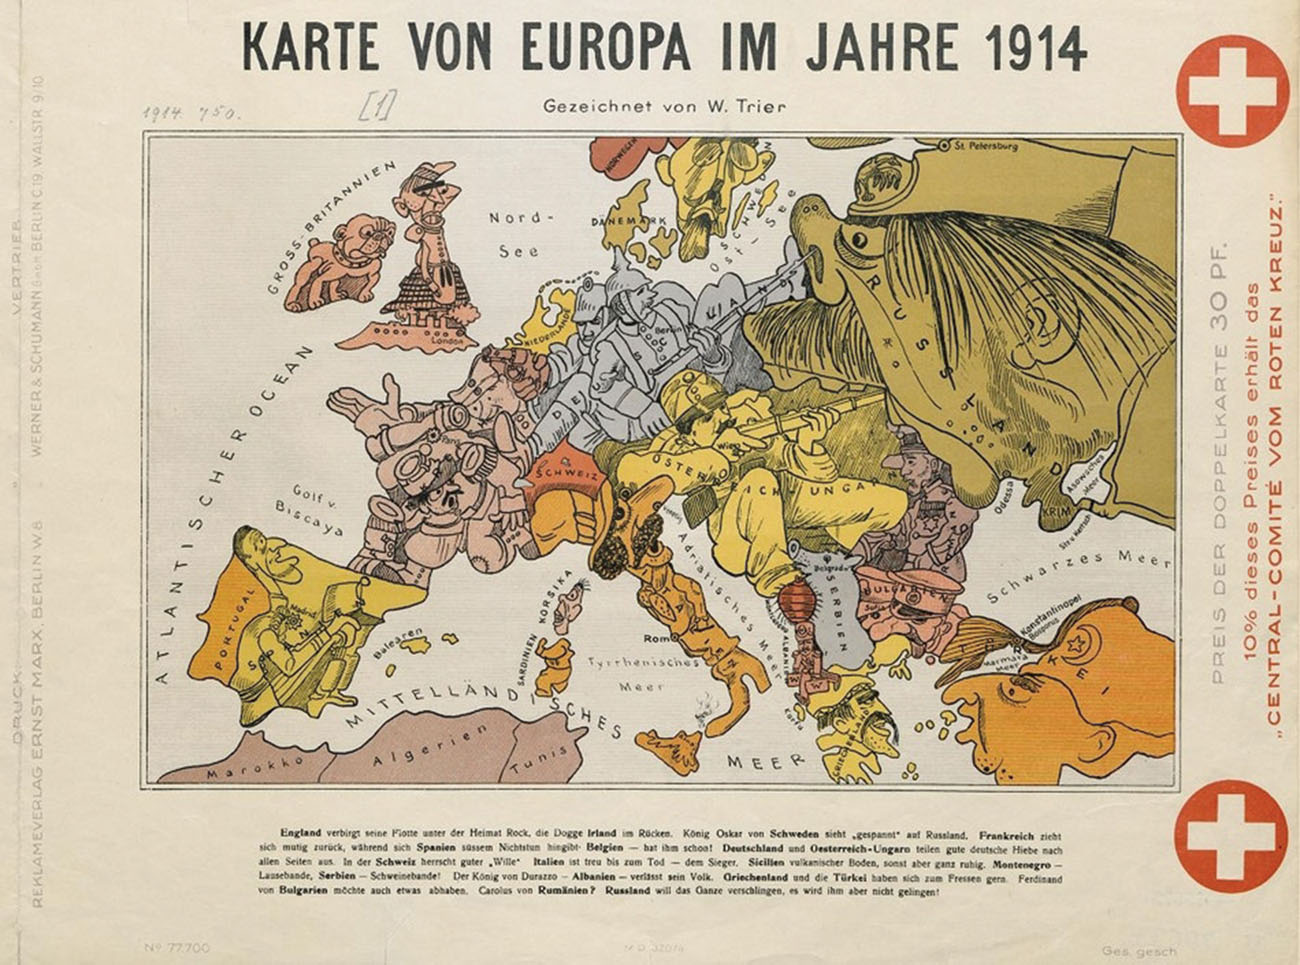 KARTE VON EUROPA IM JAHRE 1914
Gezeichnet von W. Trier
1914. 750.
[1]
St. Petersburg
NORWEGEN
GROSS-BRITANNIEN
Nord-
See
DÄNEMARK
SCHWEDEN
Ost-See
RUSSLAND
London
NIEDERLANDE
Berlin
DEUTSCHLAND
ATLANTISCHER OCEAN
Paris
Wien
SCHWEIZ
ÖSTERREICH UNGARN
Golf v.
Biscaya
Odessa
Asowsches
Meer
KRIM
Str. v. Kertsch
Schwarzes Meer
Venedig
Adriatisches Meer
Belgrad
SERBIEN
BULGARIEN
Sofia
KORSIKA
SARDINIEN
PORTUGAL
Madrid
SPANIEN
Balearen
Rom
ITALIEN
Tyrrhenisches
Meer
ALBANIEN
Konstantinopel
Bosporus
Marmara
Meer
TÜRKEI
Korfu
GRIECHENLAND
MITTELLÄNDISCHES
MEER
Marokko
Algerien
Tunis
England verbirgt seine Flotte unter der Heimat Rock, die Dogge Irland im Rücken. König Oskar von Schweden sieht „gespannt" auf Russland. Frankreich zieht
sich mutig zurück, während sich Spanien süssem Nichtstun hingibt. Belgien — hat ihm schon! Deutschland und Oesterreich-Ungarn teilen gute deutsche Hiebe nach
allen Seiten aus. In der Schweiz herrscht guter „Wille" Italien ist treu bis zum Tod — dem Sieger. Sicilien vulkanischer Boden, sonst aber ganz ruhig. Montenegro —
Lausebande, Serbien — Schweinebande! Der König von Durazzo — Albanien — verlässt sein Volk. Griechenland und die Türkei haben sich zum Fressen gern. Ferdinand
von Bulgarien möchte auch etwas abhaben. Carolus von Rumänien? Russland will das Ganze verschlingen, es wird ihm aber nicht gelingen!
No 77.700
Ges. gesch
DRUCK:
VERTRIEB:
REKLAMEVERLAG ERNST MARX, BERLIN W. 8
WERNER & SCHUMANN GmbH BERLIN C 19, WALLSTR. 9/10
PREIS DER DOPPELKARTE 30 PF.
10% dieses Preises erhält das
„CENTRAL-COMITÉ VOM ROTEN KREUZ."